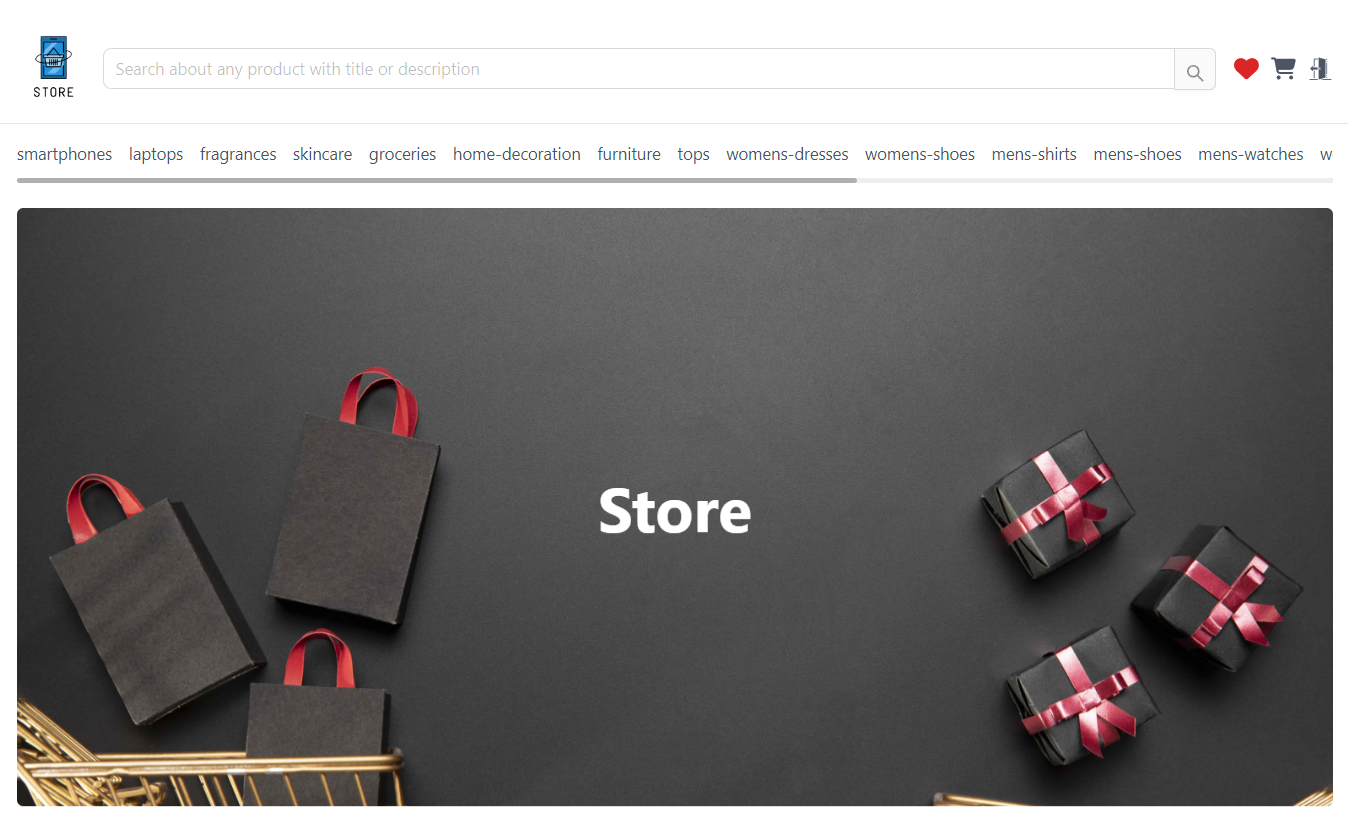 STORE
Search about any product with title or description
smartphones laptops fragrances skincare groceries home-decoration furniture tops womens-dresses womens-shoes mens-shirts mens-shoes mens-watches w
Store